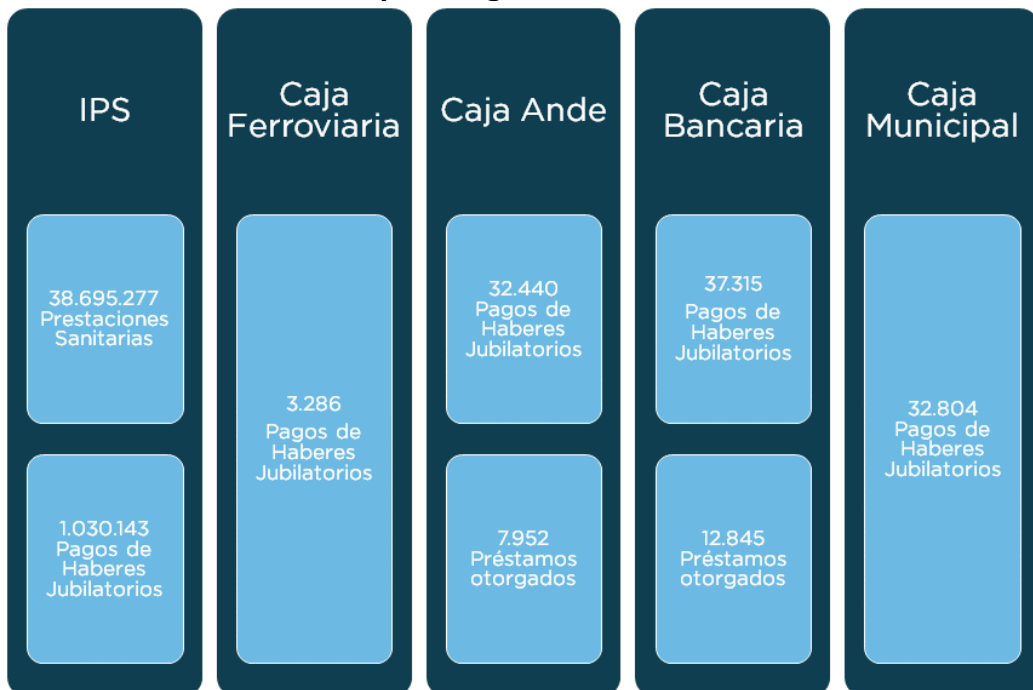 IPS
38.695.277
Prestaciones
Sanitarias
1.030.143
Pagos de
Haberes
Jubilatorios
Caja
Ferroviaria
3.286
Pagos de
Haberes
Jubilatorios
Caja Ande
32.440
Pagos de
Haberes
Jubilatorios
7.952
Préstamos
otorgados
Caja
Bancaria
37.315
Pagos de
Haberes
Jubilatorios
12.845
Préstamos
otorgados
Caja
Municipal
32.804
Pagos de
Haberes
Jubilatorios